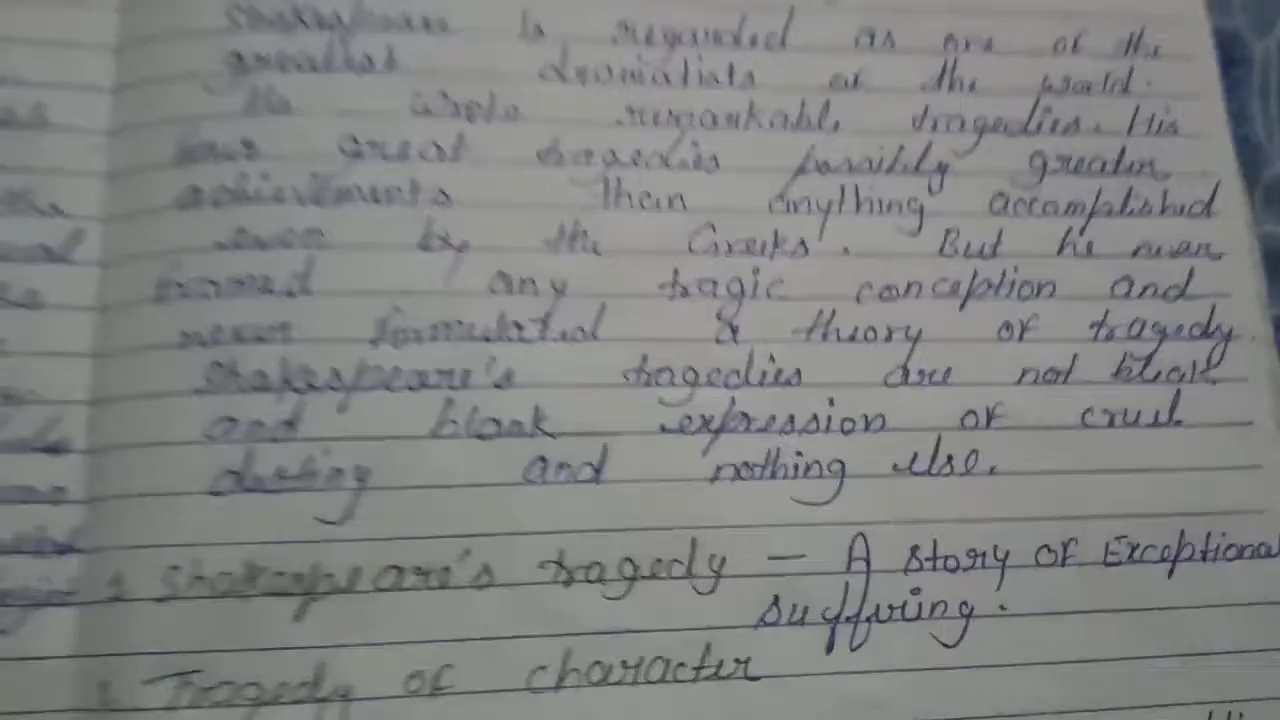 Shakespeare is regarded as one of the
greatest dramatists of the world.
He wrote remarkable tragedies. His
four great tragedies possibly greater
achievements than anything accomplished
even by the Greeks'. But he never
formed any tragic conception and
never formulated a theory of tragedy.
Shakespeare's tragedies are not bleak
and blank expression of cruel
destiny and nothing else.
Shakespeare's tragedy — A story of Exceptiona
suffering.
Tragedy of character